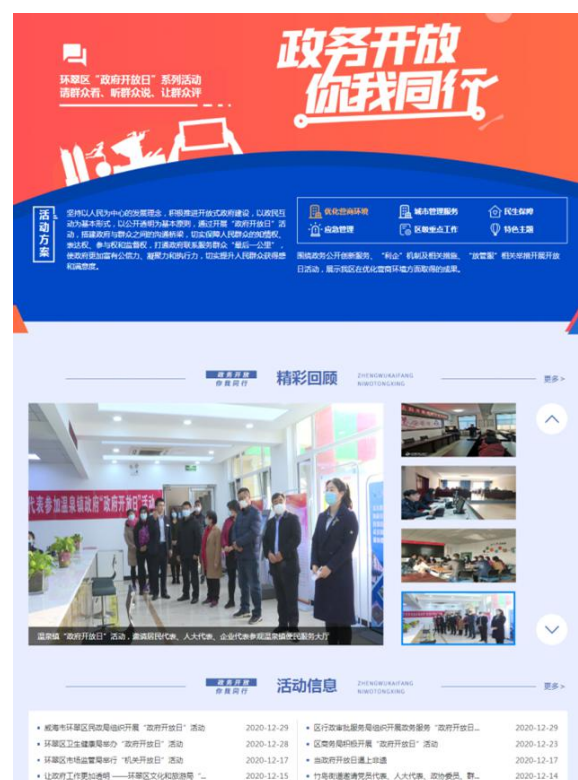 政务开放
你我同行
环翠区“政府开放日”系列活动
请群众看、听群众说、让群众评
活动方案
坚持以人民为中心的发展理念,积极推进开放式政府建设,以政民互
动为基本形式,以公开透明为基本原则,通过开展“政府开放日”活
动,搭建政府与群众之间的沟通桥梁,切实保障人民群众的知情权、
表达权、参与权和监督权,打通政府联系服务群众“最后一公里”,
使政府更加富有公信力、凝聚力和执行力,切实提升人民群众获得感
和满意度。
优化营商环境 城市管理服务 民生保障
应急管理 区级重点工作 特色主题
围绕政务公开创新服务、“利企”机制及相关措施、“放管服”相关举措开展开放
日活动,展示我区在优化营商环境方面取得的成果。
政务开放
你我同行
精彩回顾
ZHENGWUKAIFANG
NIWOTONGXING
更多>
代表参加温泉镇政府“政府开放日”活动
温泉镇“政府开放日”活动,邀请居民代表、人大代表、企业代表参观温泉镇便民服务大厅
政务开放
你我同行
活动信息
ZHENGWUKAIFANG
NIWOTONGXING
更多>
威海市环翠区民政局组织开展“政府开放日”活动 2020-12-29
环翠区卫生健康局举办“政府开放日”活动 2020-12-28
环翠区市场监管局举行“机关开放日”活动 2020-12-17
让政府工作更加透明 ——环翠区文化和旅游局“... 2020-12-15
区行政审批服务局组织开展政务服务“政府开放日... 2020-12-29
区商务局积极开展“政府开放日”活动 2020-12-23
当政府开放日遇上非遗 2020-12-17
竹岛街道邀请党员代表、人大代表、政协委员、群... 2020-12-14